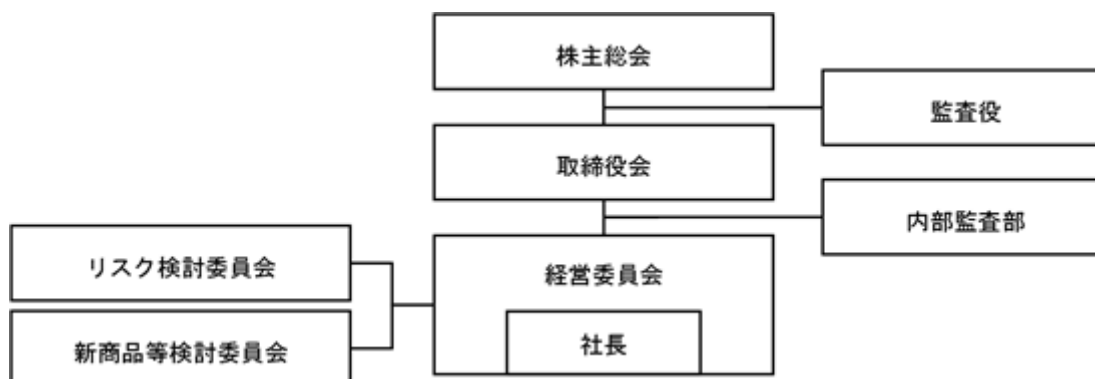 株主総会
監査役
取締役会
内部監査部
リスク検討委員会
経営委員会
社長
新商品等検討委員会